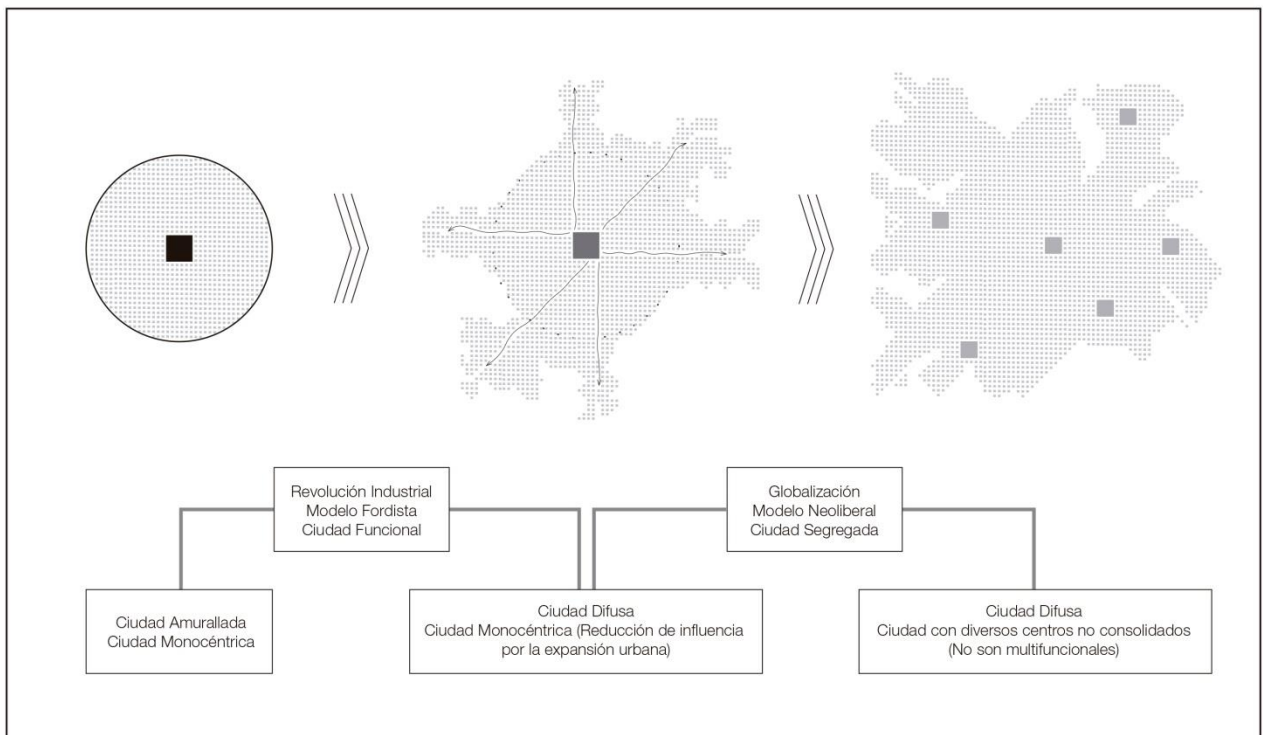 Revolución Industrial
Modelo Fordista
Ciudad Funcional
Globalización
Modelo Neoliberal
Ciudad Segregada
Ciudad Amurallada
Ciudad Monocéntrica
Ciudad Difusa
Ciudad Monocéntrica (Reducción de influencia
por la expansión urbana)
Ciudad Difusa
Ciudad con diversos centros no consolidados
(No son multifuncionales)